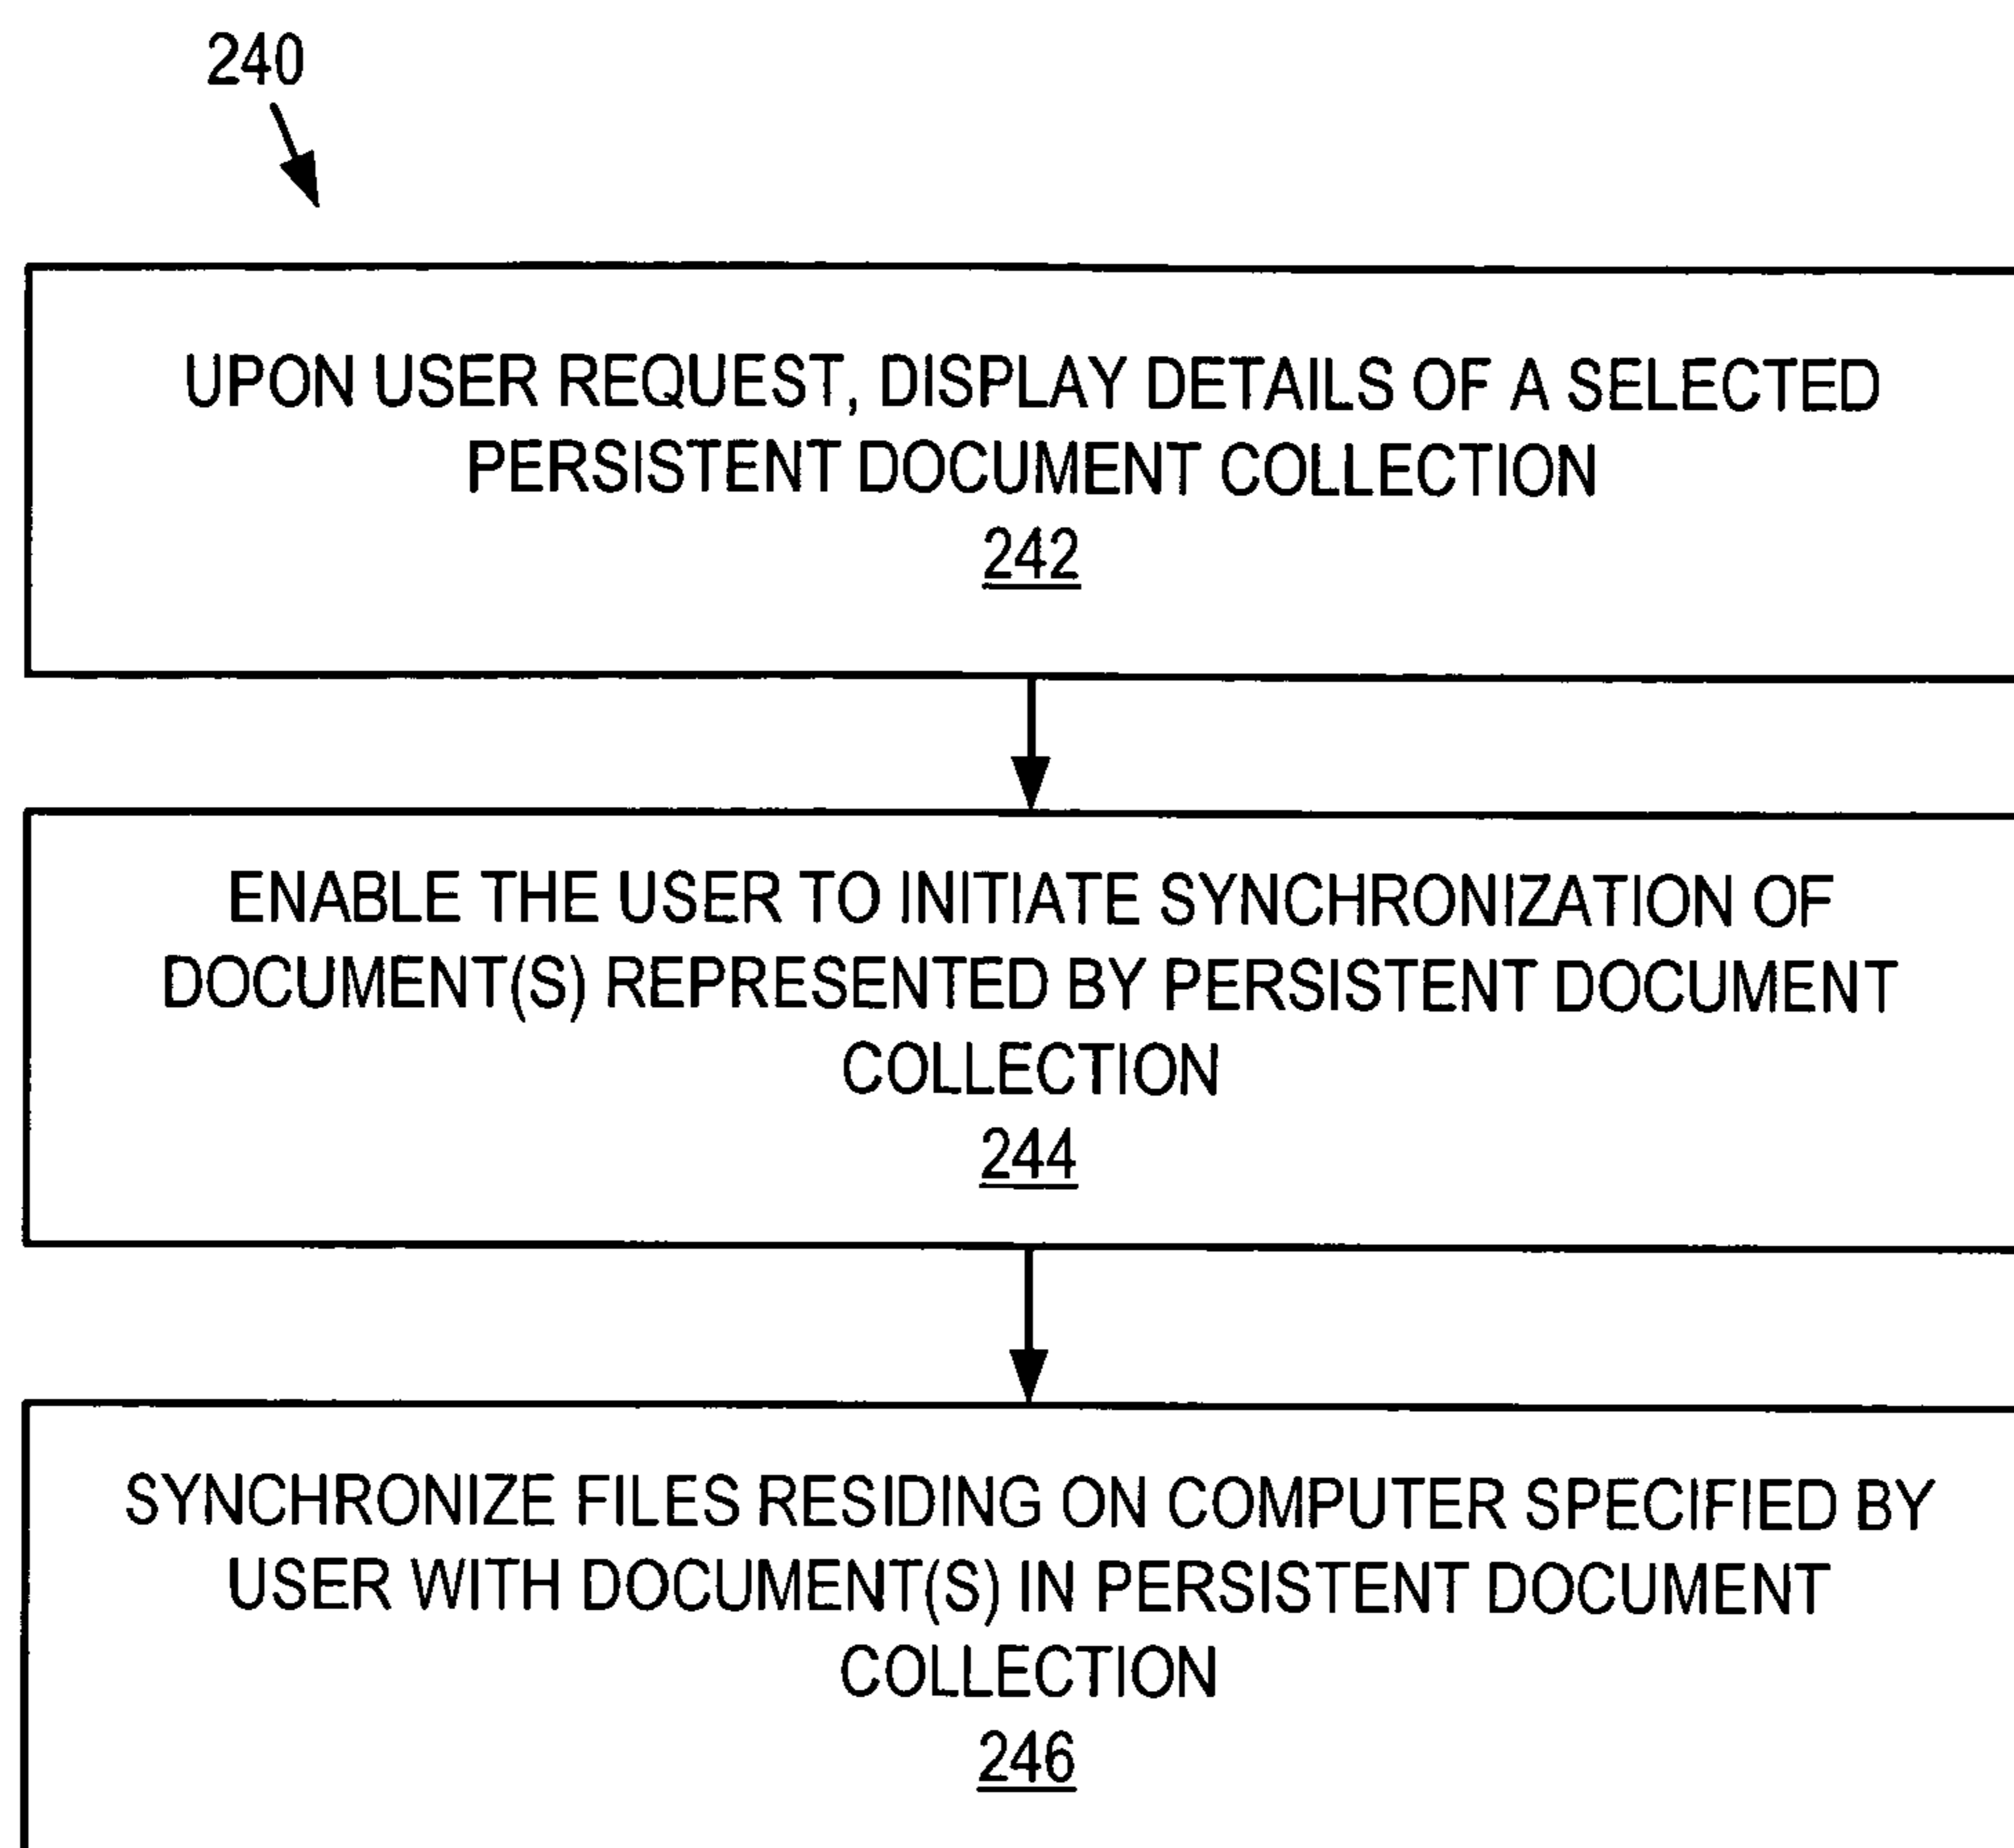 240
UPON USER REQUEST, DISPLAY DETAILS OF A SELECTED
PERSISTENT DOCUMENT COLLECTION
242
ENABLE THE USER TO INITIATE SYNCHRONIZATION OF
DOCUMENT(S) REPRESENTED BY PERSISTENT DOCUMENT
COLLECTION
244
SYNCHRONIZE FILES RESIDING ON COMPUTER SPECIFIED BY
USER WITH DOCUMENT(S) IN PERSISTENT DOCUMENT
COLLECTION
246